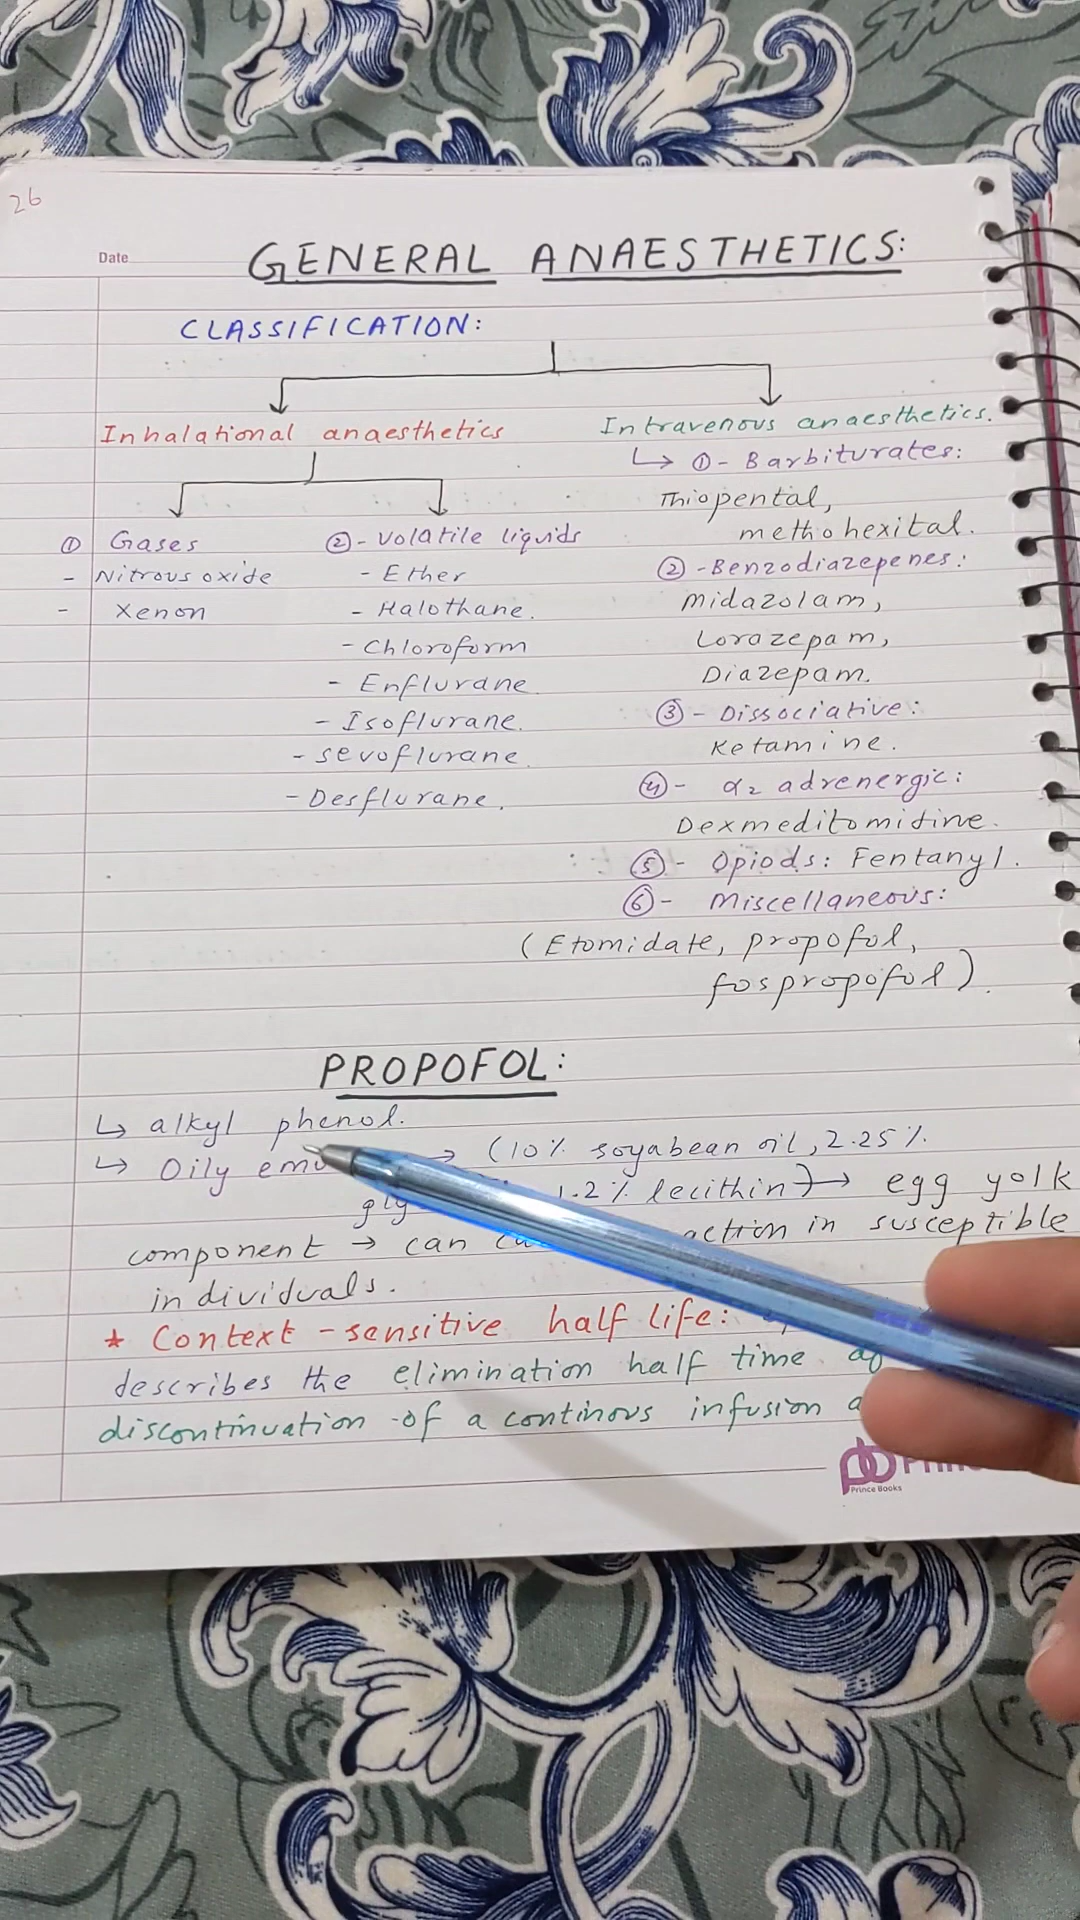 26
Date
GENERAL ANAESTHETICS:
CLASSIFICATION:
Inhalational anaesthetics
① Gases
- Nitrous oxide
- Xenon
②- Volatile liquids
- Ether
- Halothane.
- Chloroform
- Enflurane
- Isoflurane.
- sevoflurane
- Desflurane.
Intravenous anaesthetics.
↳ ①- Barbiturates:
Thiopental,
methohexital.
②-Benzodiazepenes:
Midazolam,
Lorazepam,
Diazepam.
③- Dissociative:
Ketamine.
④- α₂ adrenergic:
Dexmeditomidine.
⑤- Opiods: Fentanyl.
⑥- Miscellaneous:
(Etomidate, propofol,
fospropofol).
PROPOFOL:
↳ alkyl phenol.
↳ Oily → (10% soyabean oil, 2.25%
1.2% lecithin) → egg yolk
component → can in susceptible
individuals.
* Context-sensitive half life:
describes the elimination half time
discontinuation of a continous infusion
Prince Books